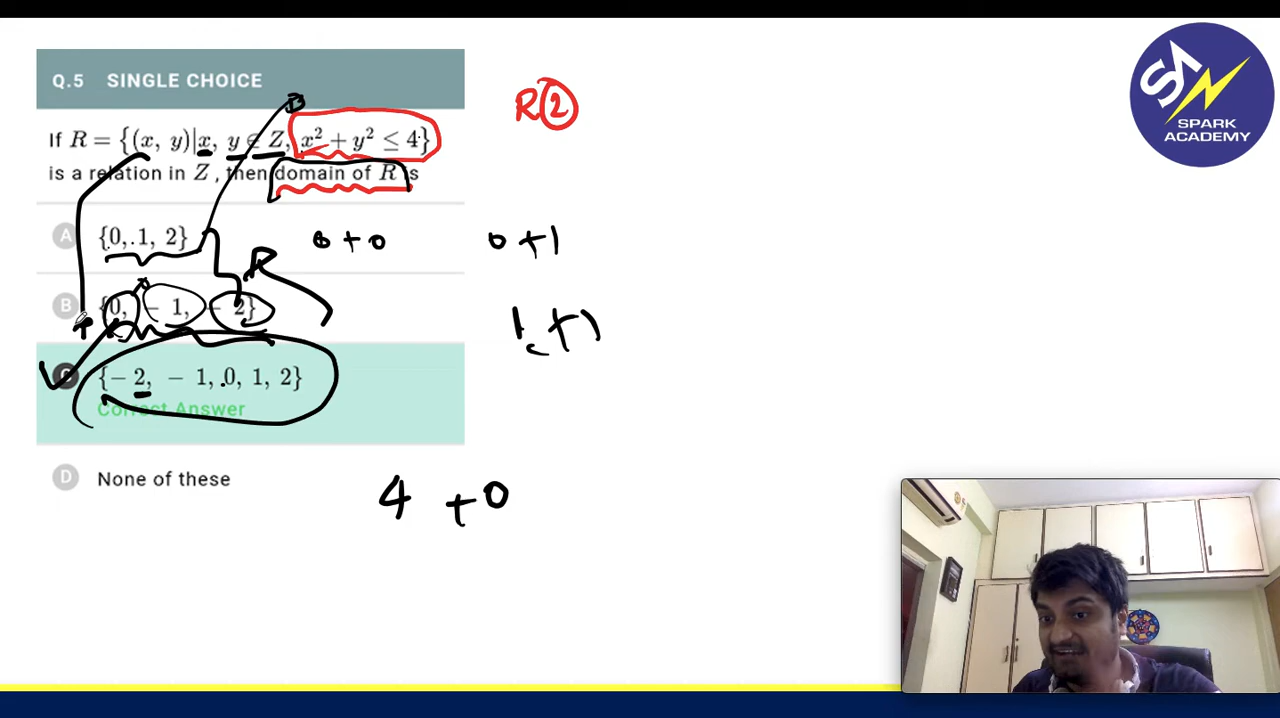 Q.5 SINGLE CHOICE
If R = {(x, y)|x, y ∈ Z, x² + y² ≤ 4}
is a relation in Z , then domain of R is
A {0, 1, 2}
B {0, − 1, − 2}
C {− 2, − 1, 0, 1, 2}
Correct Answer
D None of these
R②
0 + 0
0 + 1
R
1 + 1
4 + 0
SPARK
ACADEMY